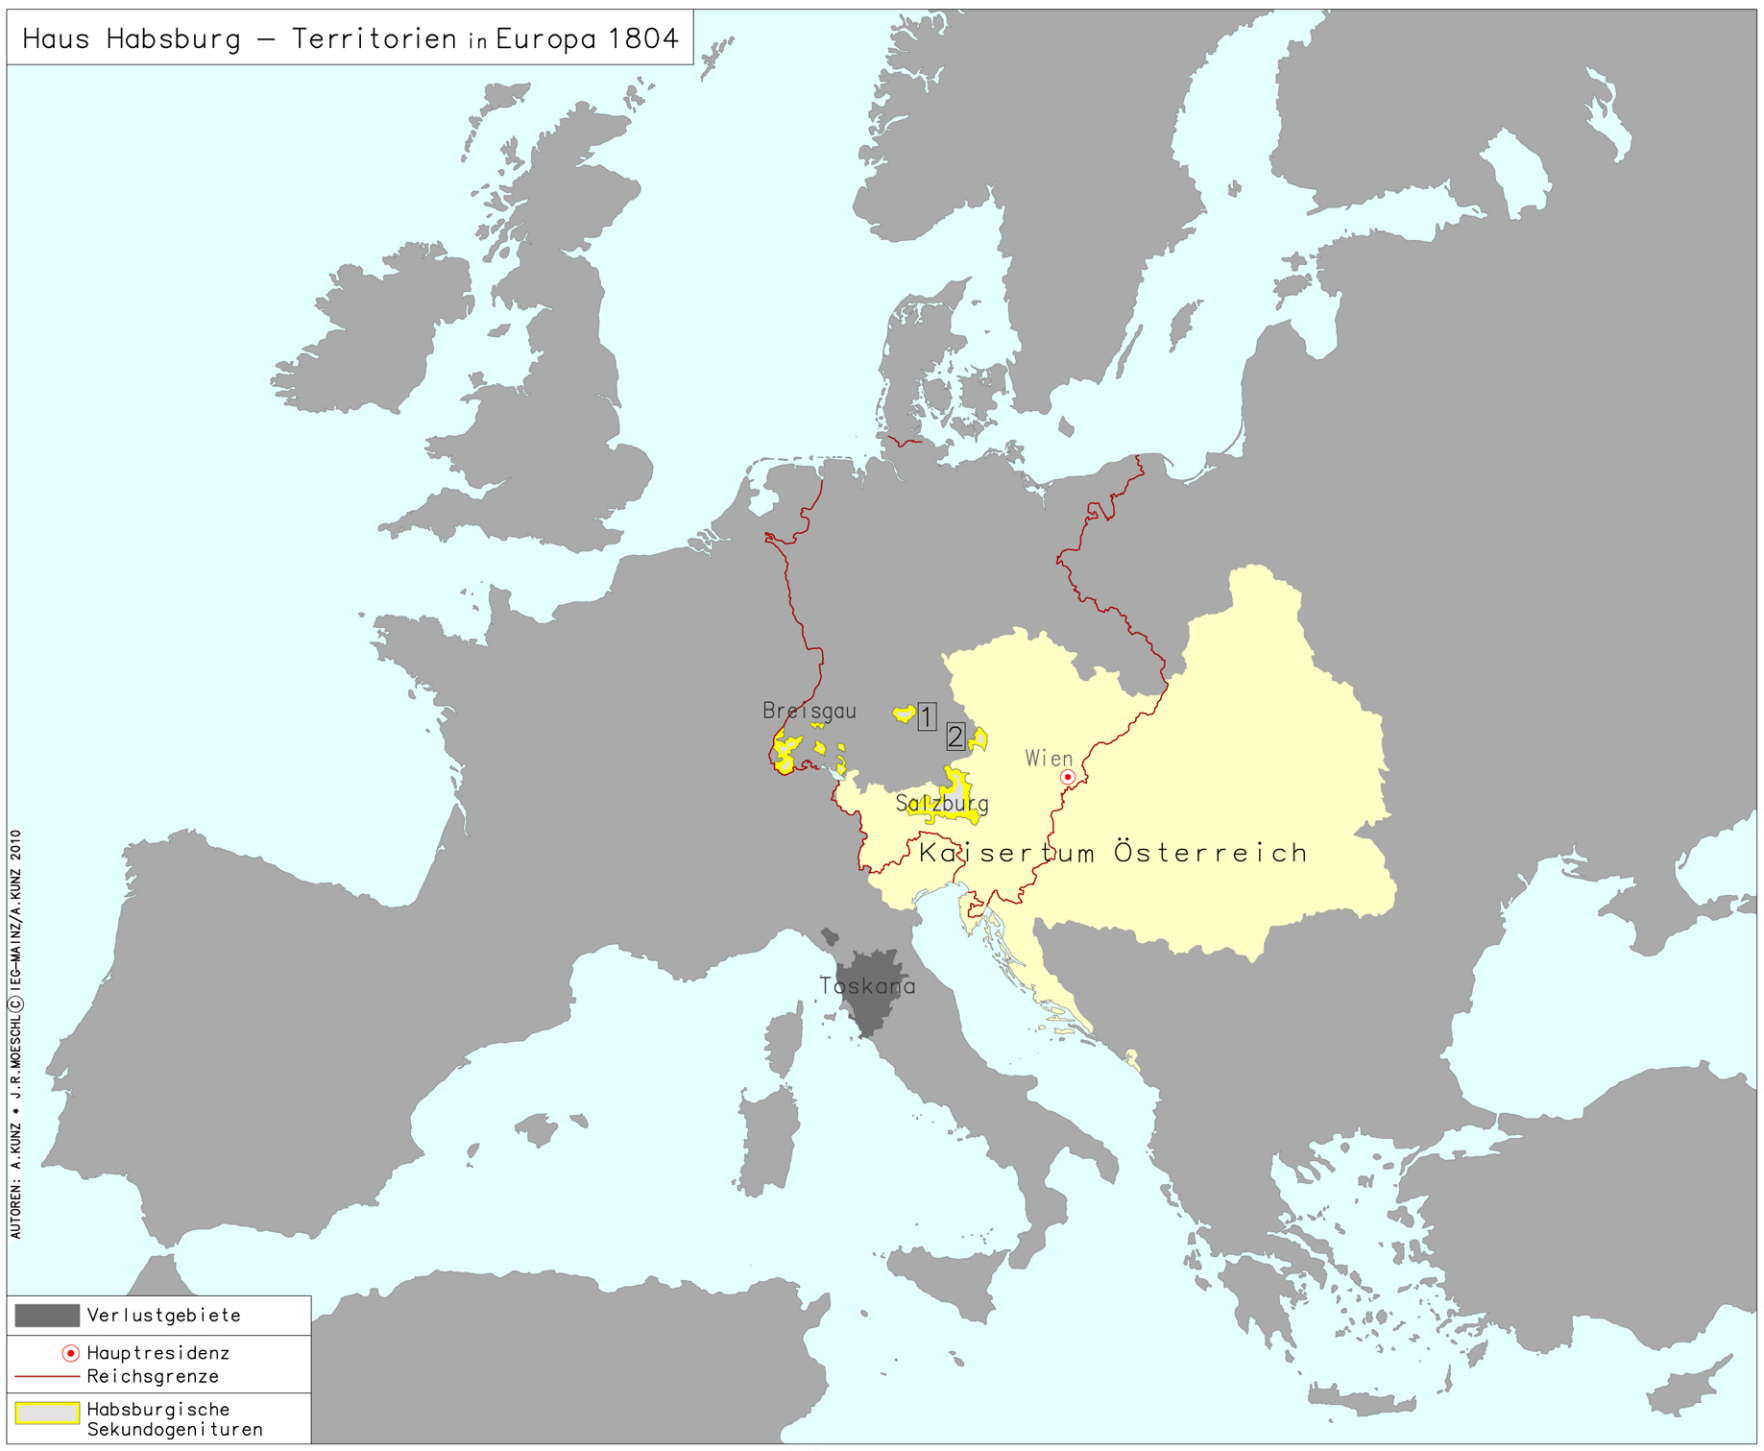 Haus Habsburg – Territorien in Europa 1804
Breisgau
1
2
Wien
Salzburg
Kaisertum Österreich
Toskana
AUTOREN: A.KUNZ * J.R.MOESCHL © IEG-MAINZ/A.KUNZ 2010
Verlustgebiete
Hauptresidenz
Reichsgrenze
Habsburgische
Sekundogenituren